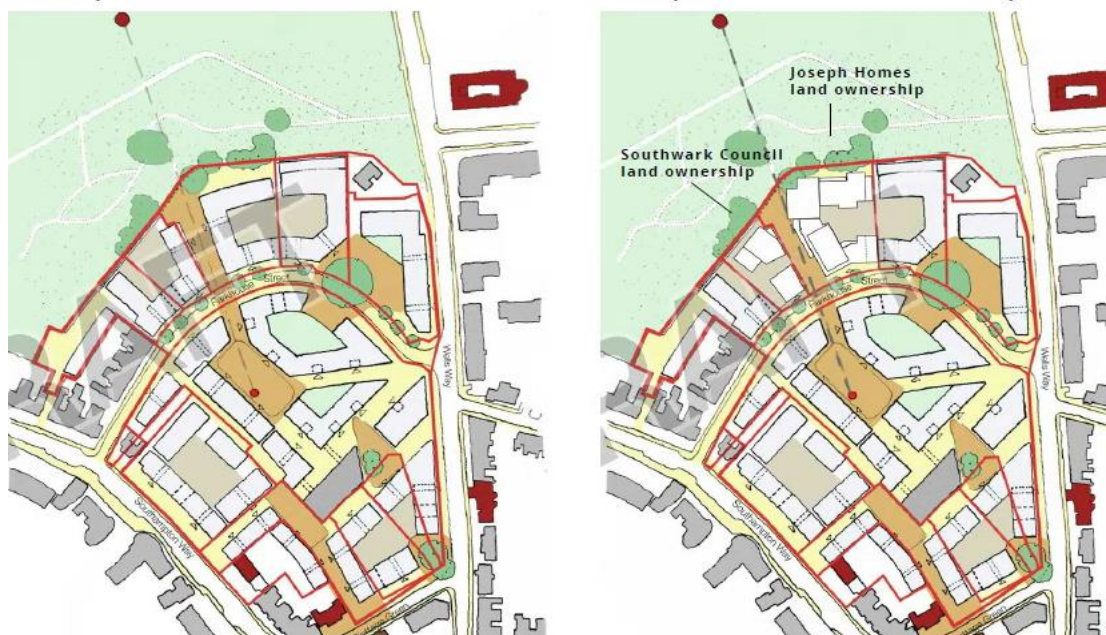 Joseph Homes
land ownership
Southwark Council
land ownership
Parkhouse Street
Parkhouse Street
Wells Way
Wells Way
Southampton Way
Southampton Way